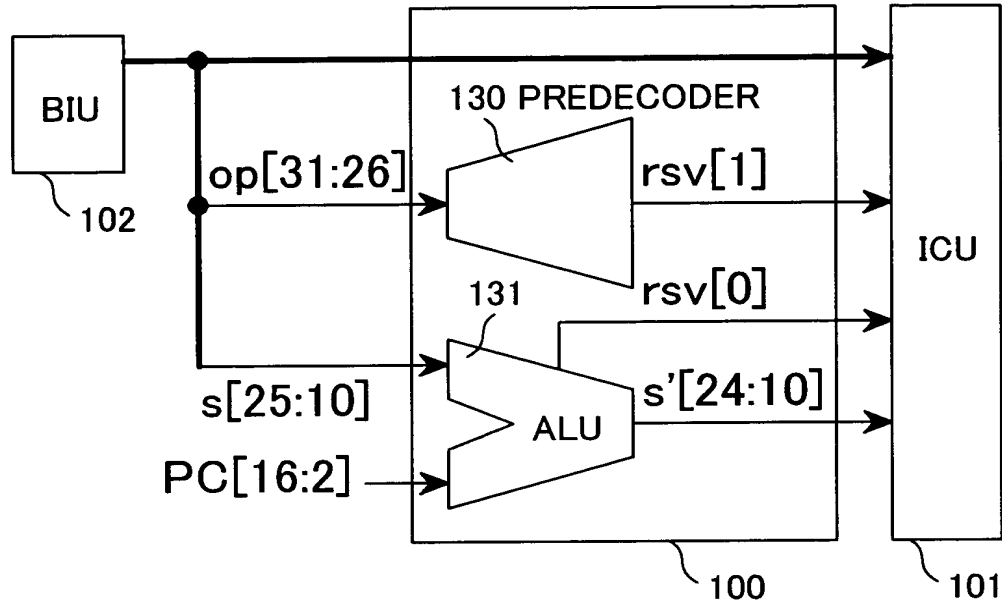 BIU
102
130 PREDECODER
op[31:26]
rsv[1]
ICU
131
rsv[0]
s[25:10]
ALU
s'[24:10]
PC[16:2]
100
101